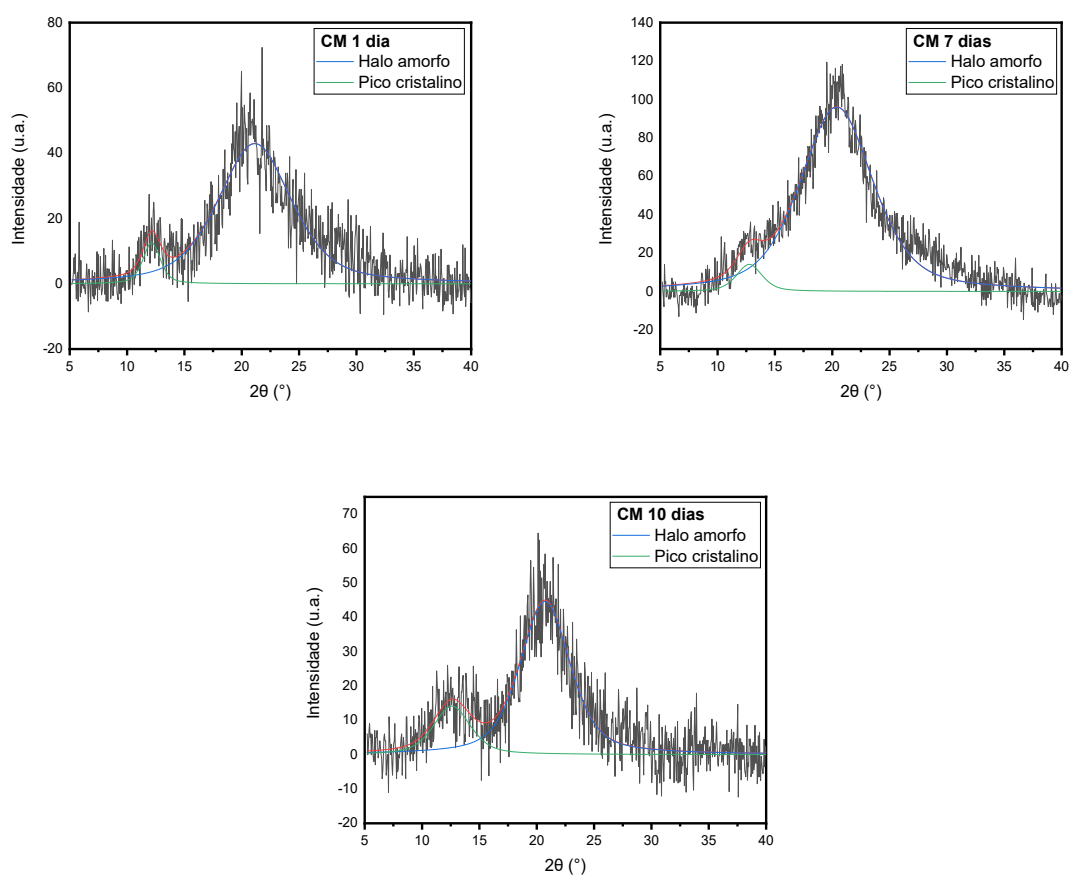 CM 1 dia
Halo amorfo
Pico cristalino
Intensidade (u.a.)
80
60
40
20
0
-20
5 10 15 20 25 30 35 40
2θ (°)
CM 7 dias
Halo amorfo
Pico cristalino
Intensidade (u.a.)
140
120
100
80
60
40
20
0
-20
5 10 15 20 25 30 35 40
2θ (°)
CM 10 dias
Halo amorfo
Pico cristalino
Intensidade (u.a.)
70
60
50
40
30
20
10
0
-10
-20
5 10 15 20 25 30 35 40
2θ (°)